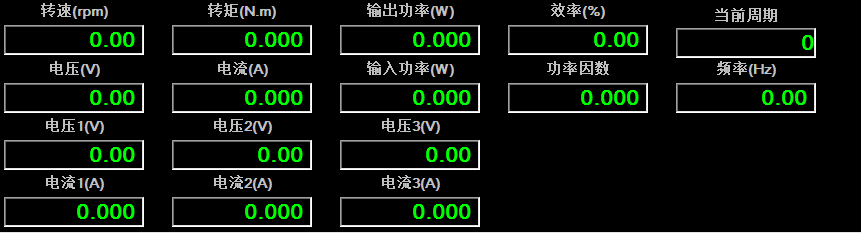 转速(rpm) 转矩(N.m) 输出功率(W) 效率(%) 当前周期
0.00 0.000 0.00 0.00 0
电压(V) 电流(A) 输入功率(W) 功率因数 频率(Hz)
0.00 0.000 0.00 0.000 0.00
电压1(V) 电压2(V) 电压3(V)
0.00 0.00 0.00
电流1(A) 电流2(A) 电流3(A)
0.000 0.000 0.000